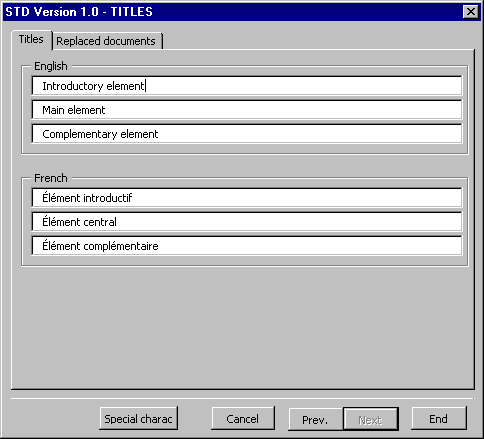 STD Version 1.0 - TITLES
Titles Replaced documents
English
Introductory element
Main element
Complementary element
French
Élément introductif
Élément central
Élément complémentaire
Special charac Cancel Prev. Next End